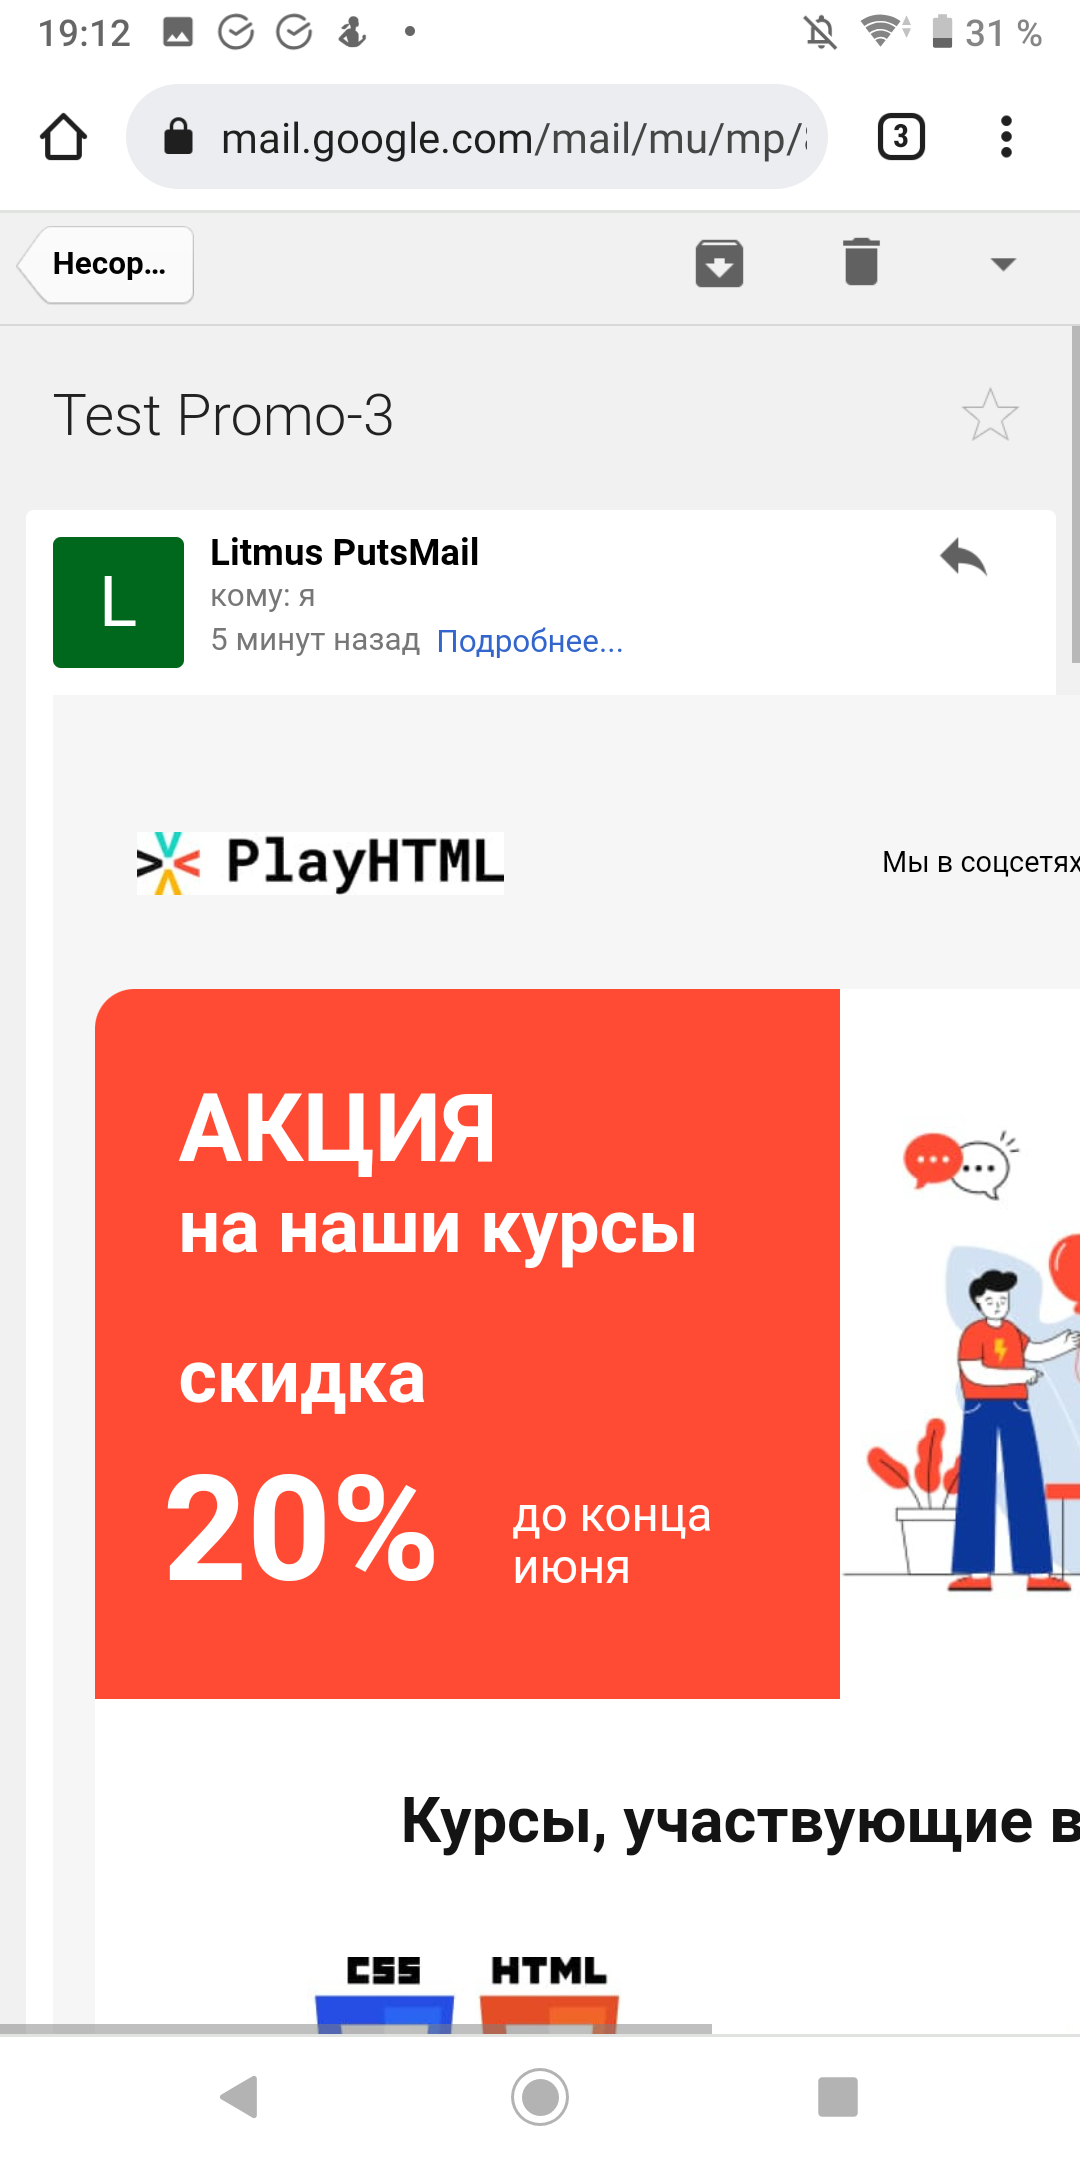 19:12
31 %
mail.google.com/mail/mu/mp/
3
Несор...
Test Promo-3
L
Litmus PutsMail
кому: я
5 минут назад Подробнее...
PlayHTML
Мы в соцсетях
АКЦИЯ
на наши курсы
скидка
20%
до конца
июня
Курсы, участвующие в
CSS HTML